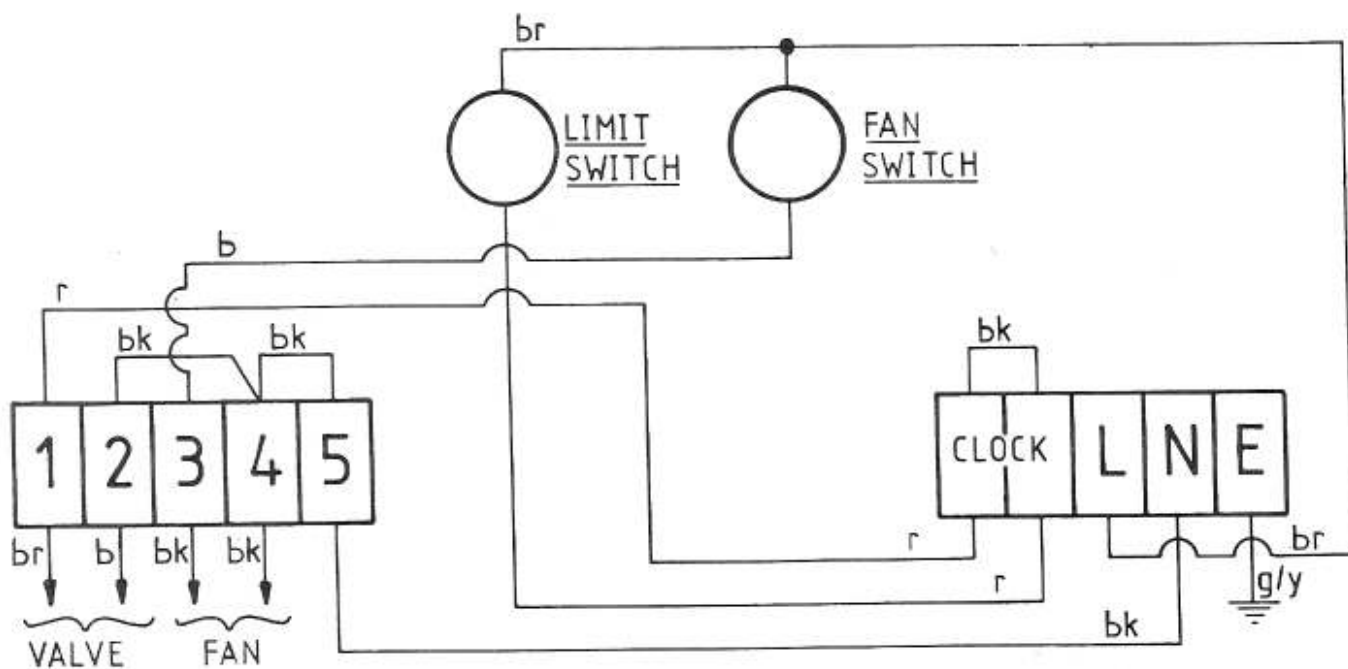 br
LIMIT
SWITCH
FAN
SWITCH
b
r
bk
bk
bk
1 2 3 4 5
CLOCK L N E
br b bk bk
r
br
r
g/y
bk
VALVE FAN